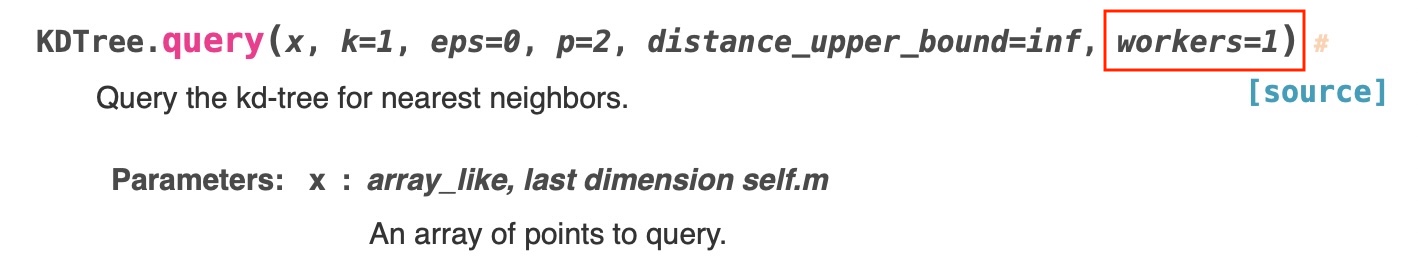 KDTree.query(x, k=1, eps=0, p=2, distance_upper_bound=inf, workers=1) #
[source]
Query the kd-tree for nearest neighbors.
Parameters: x : array_like, last dimension self.m
An array of points to query.